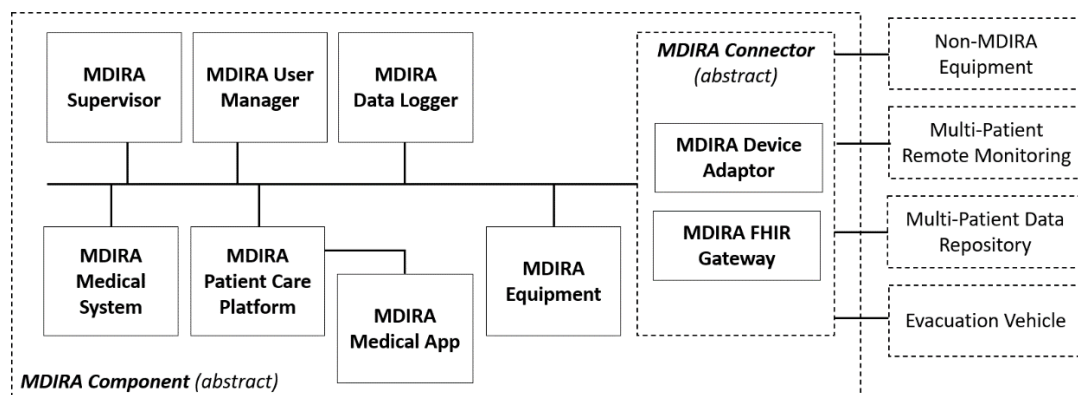 MDIRA
Supervisor
MDIRA User
Manager
MDIRA
Data Logger
MDIRA Connector
(abstract)
MDIRA Device
Adaptor
MDIRA FHIR
Gateway
Non-MDIRA
Equipment
Multi-Patient
Remote Monitoring
Multi-Patient Data
Repository
Evacuation Vehicle
MDIRA
Medical
System
MDIRA
Patient Care
Platform
MDIRA
Medical App
MDIRA
Equipment
MDIRA Component (abstract)